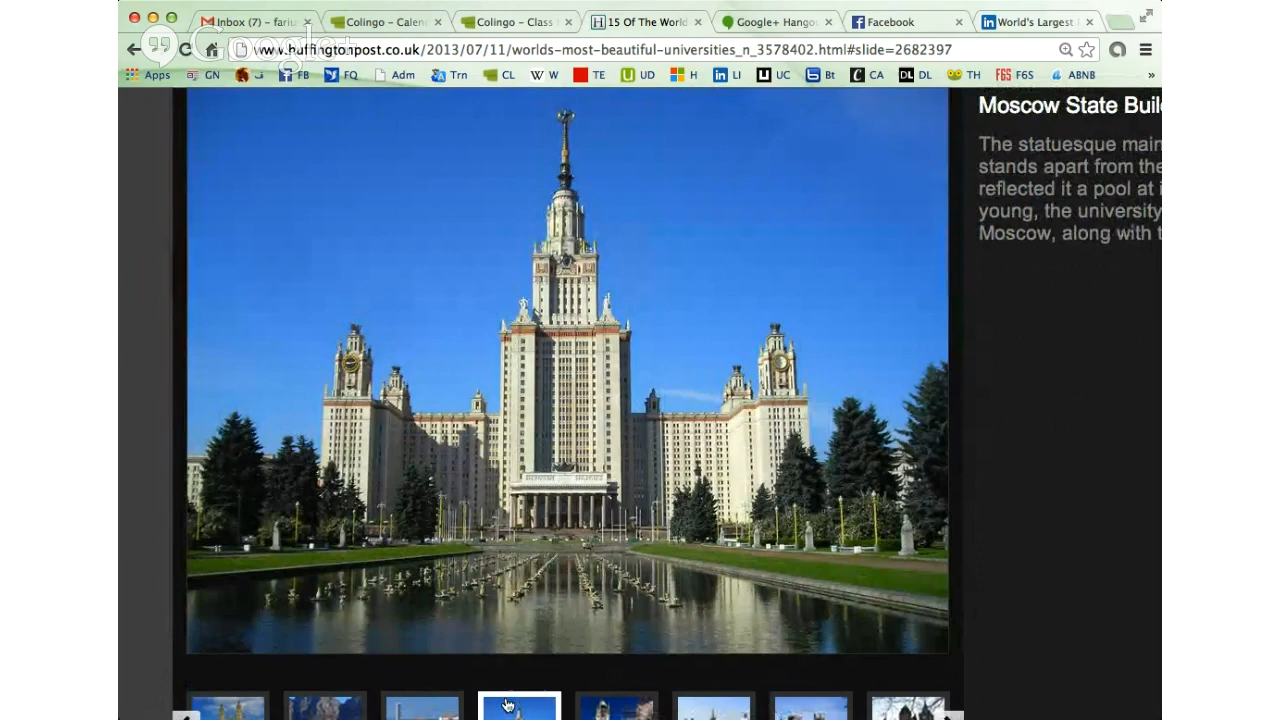 Inbox (7) – fariu
Colingo – Calen
Colingo – Class
15 Of The World
Google+ Hango
Facebook
World's Largest
Google+
www.huffingtonpost.co.uk/2013/07/11/worlds-most-beautiful-universities_n_3578402.html#slide=2682397
Apps GN ف FB FQ Adm Trn CL W B TE UD H LI UC Bt CA DL DL TH F6S F6S ABNB »
Moscow State Buil
The statuesque main
stands apart from the
reflected it a pool at i
young, the university
Moscow, along with t